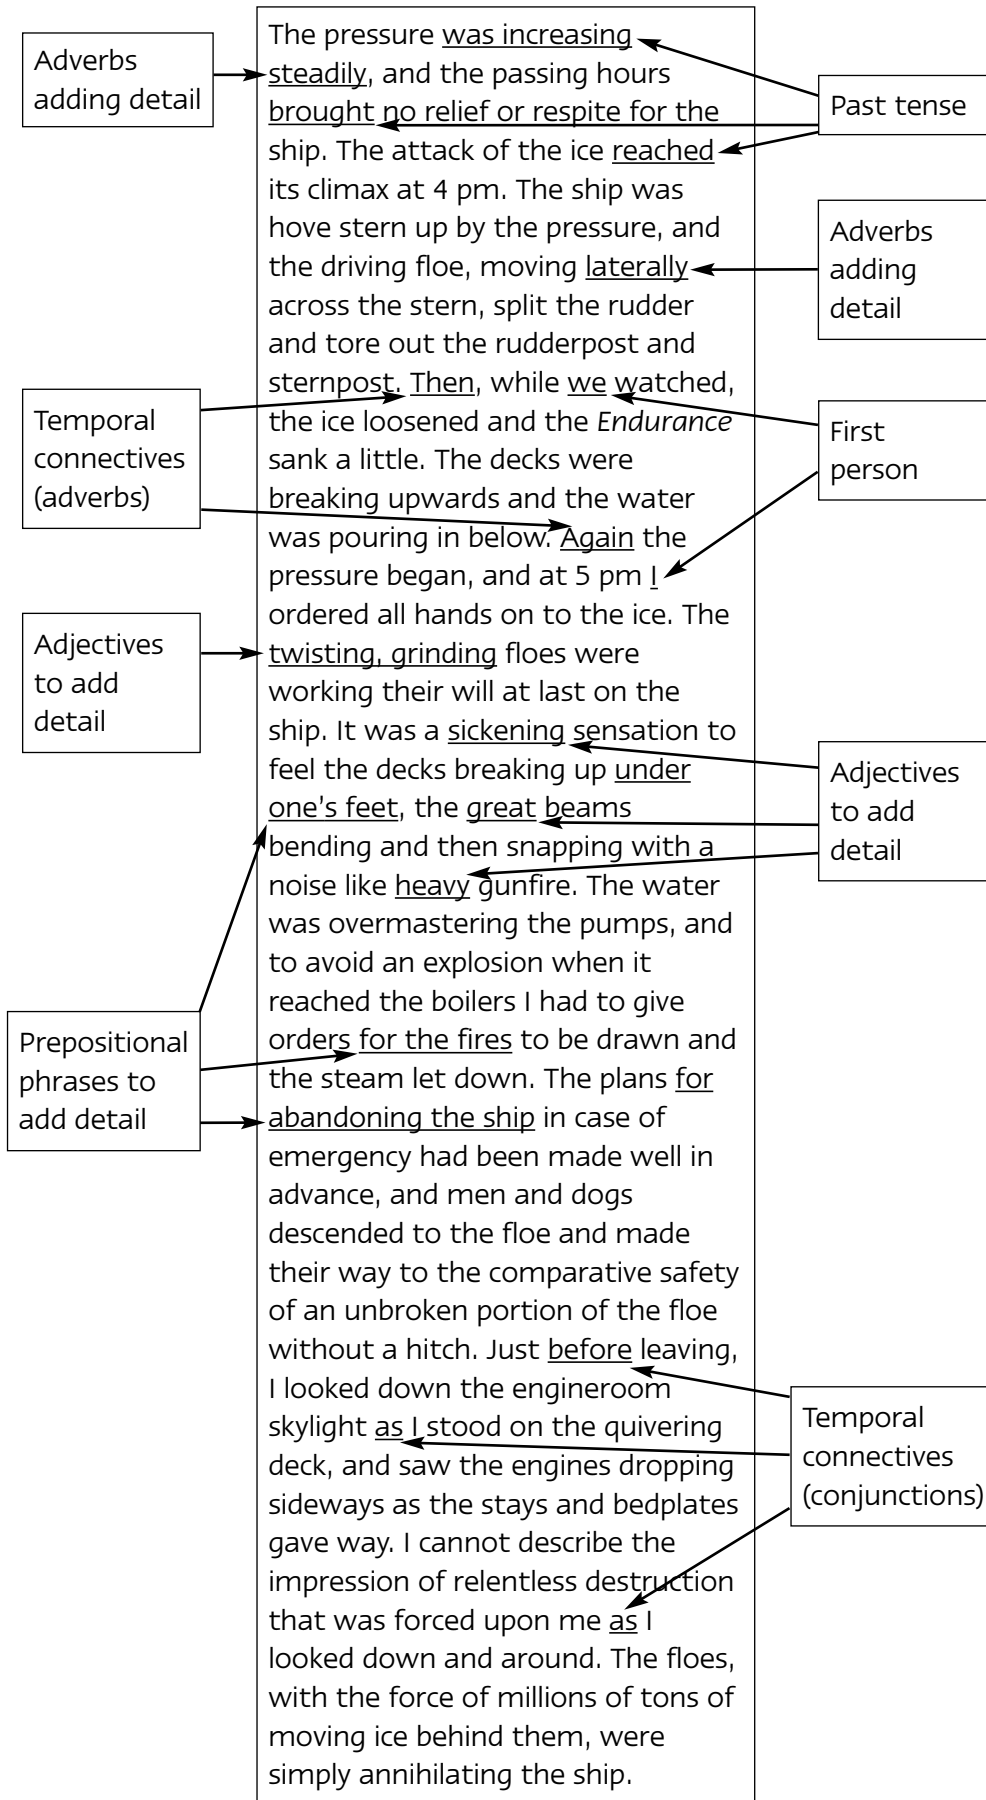 Adverbs
adding detail
Temporal
connectives
(adverbs)
Adjectives
to add
detail
Prepositional
phrases to
add detail
The pressure was increasing
steadily, and the passing hours
brought no relief or respite for the
ship. The attack of the ice reached
its climax at 4 pm. The ship was
hove stern up by the pressure, and
the driving floe, moving laterally
across the stern, split the rudder
and tore out the rudderpost and
sternpost. Then, while we watched,
the ice loosened and the Endurance
sank a little. The decks were
breaking upwards and the water
was pouring in below. Again the
pressure began, and at 5 pm I
ordered all hands on to the ice. The
twisting, grinding floes were
working their will at last on the
ship. It was a sickening sensation to
feel the decks breaking up under
one's feet, the great beams
bending and then snapping with a
noise like heavy gunfire. The water
was overmastering the pumps, and
to avoid an explosion when it
reached the boilers I had to give
orders for the fires to be drawn and
the steam let down. The plans for
abandoning the ship in case of
emergency had been made well in
advance, and men and dogs
descended to the floe and made
their way to the comparative safety
of an unbroken portion of the floe
without a hitch. Just before leaving,
I looked down the engineroom
skylight as I stood on the quivering
deck, and saw the engines dropping
sideways as the stays and bedplates
gave way. I cannot describe the
impression of relentless destruction
that was forced upon me as I
looked down and around. The floes,
with the force of millions of tons of
moving ice behind them, were
simply annihilating the ship.
Past tense
Adverbs
adding
detail
First
person
Adjectives
to add
detail
Temporal
connectives
(conjunctions)